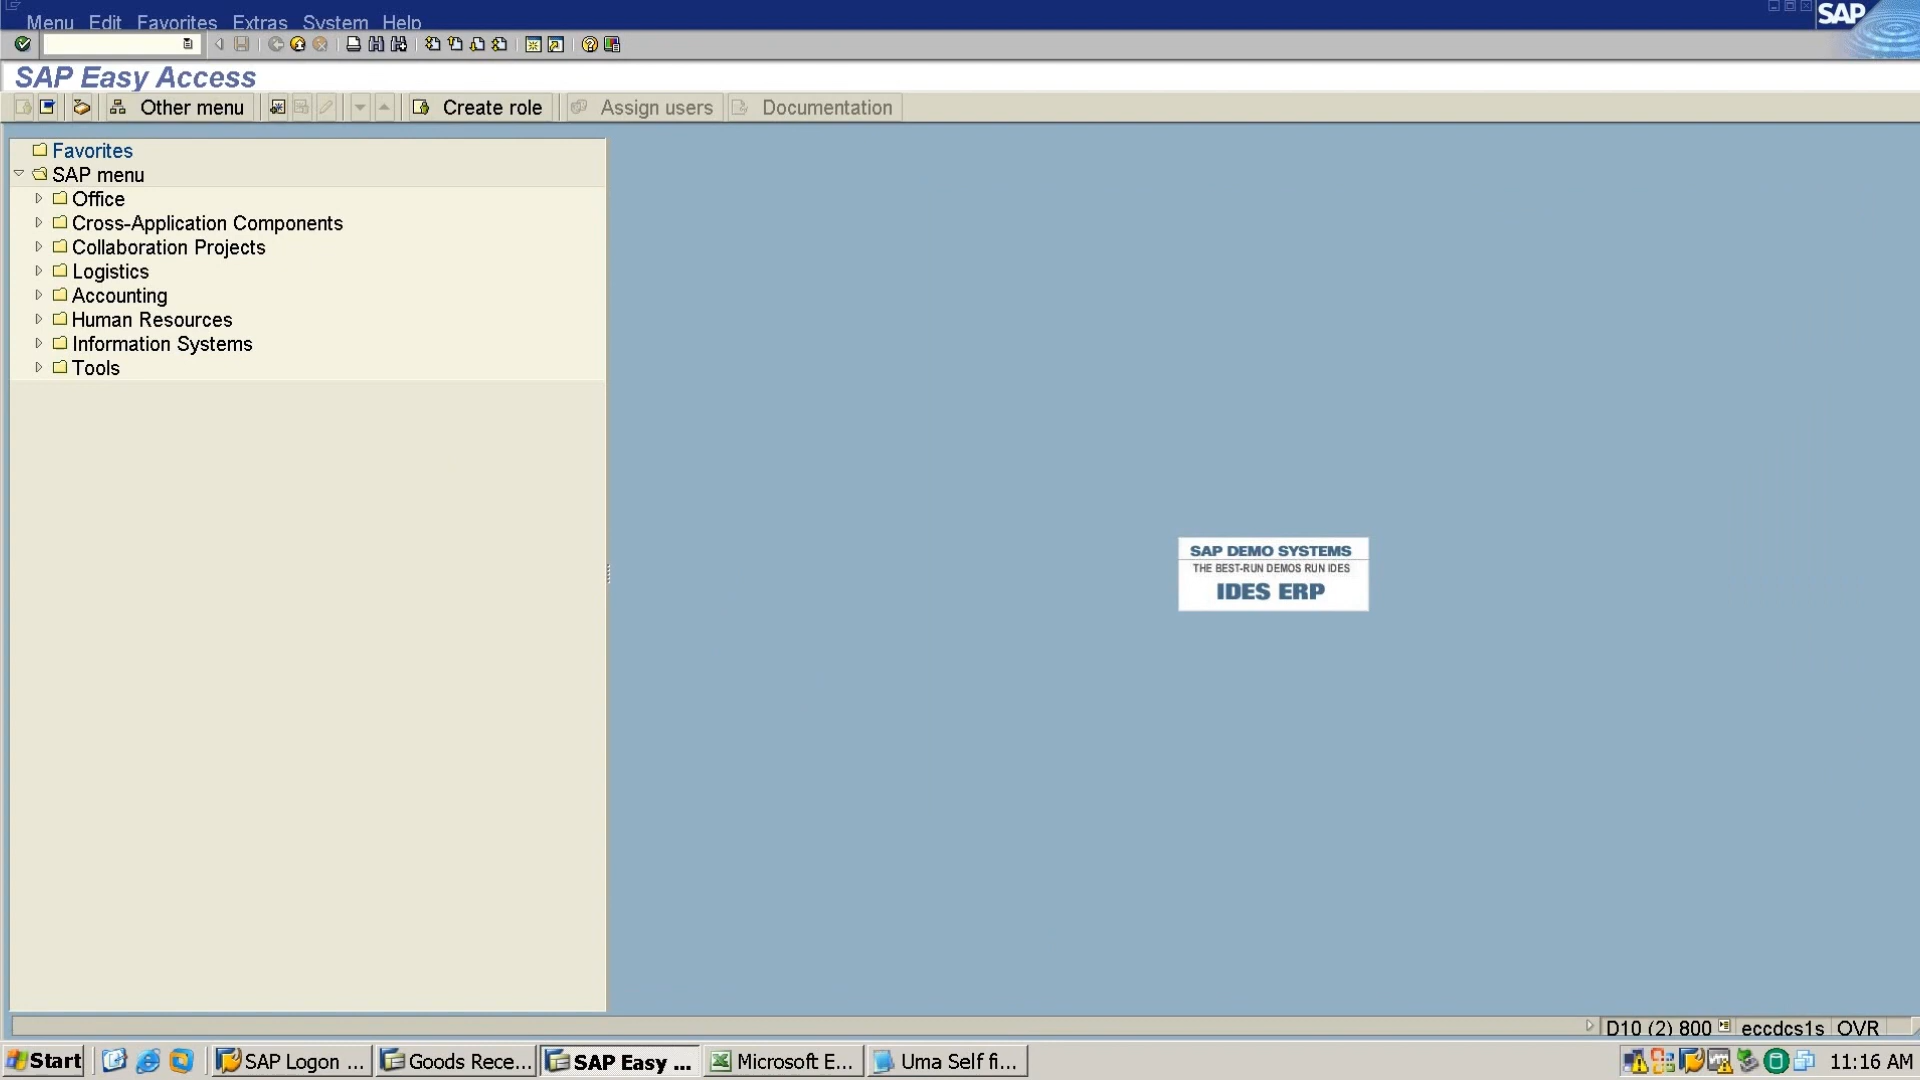 Menu Edit Favorites Extras System Help
SAP
SAP Easy Access
Other menu Create role Assign users Documentation
Favorites
SAP menu
Office
Cross-Application Components
Collaboration Projects
Logistics
Accounting
Human Resources
Information Systems
Tools
SAP DEMO SYSTEMS
THE BEST-RUN DEMOS RUN IDES
IDES ERP
D10 (2) 800 eccdcs1s OVR
Start SAP Logon ... Goods Rece... SAP Easy ... Microsoft E... Uma Self fi... 11:16 AM